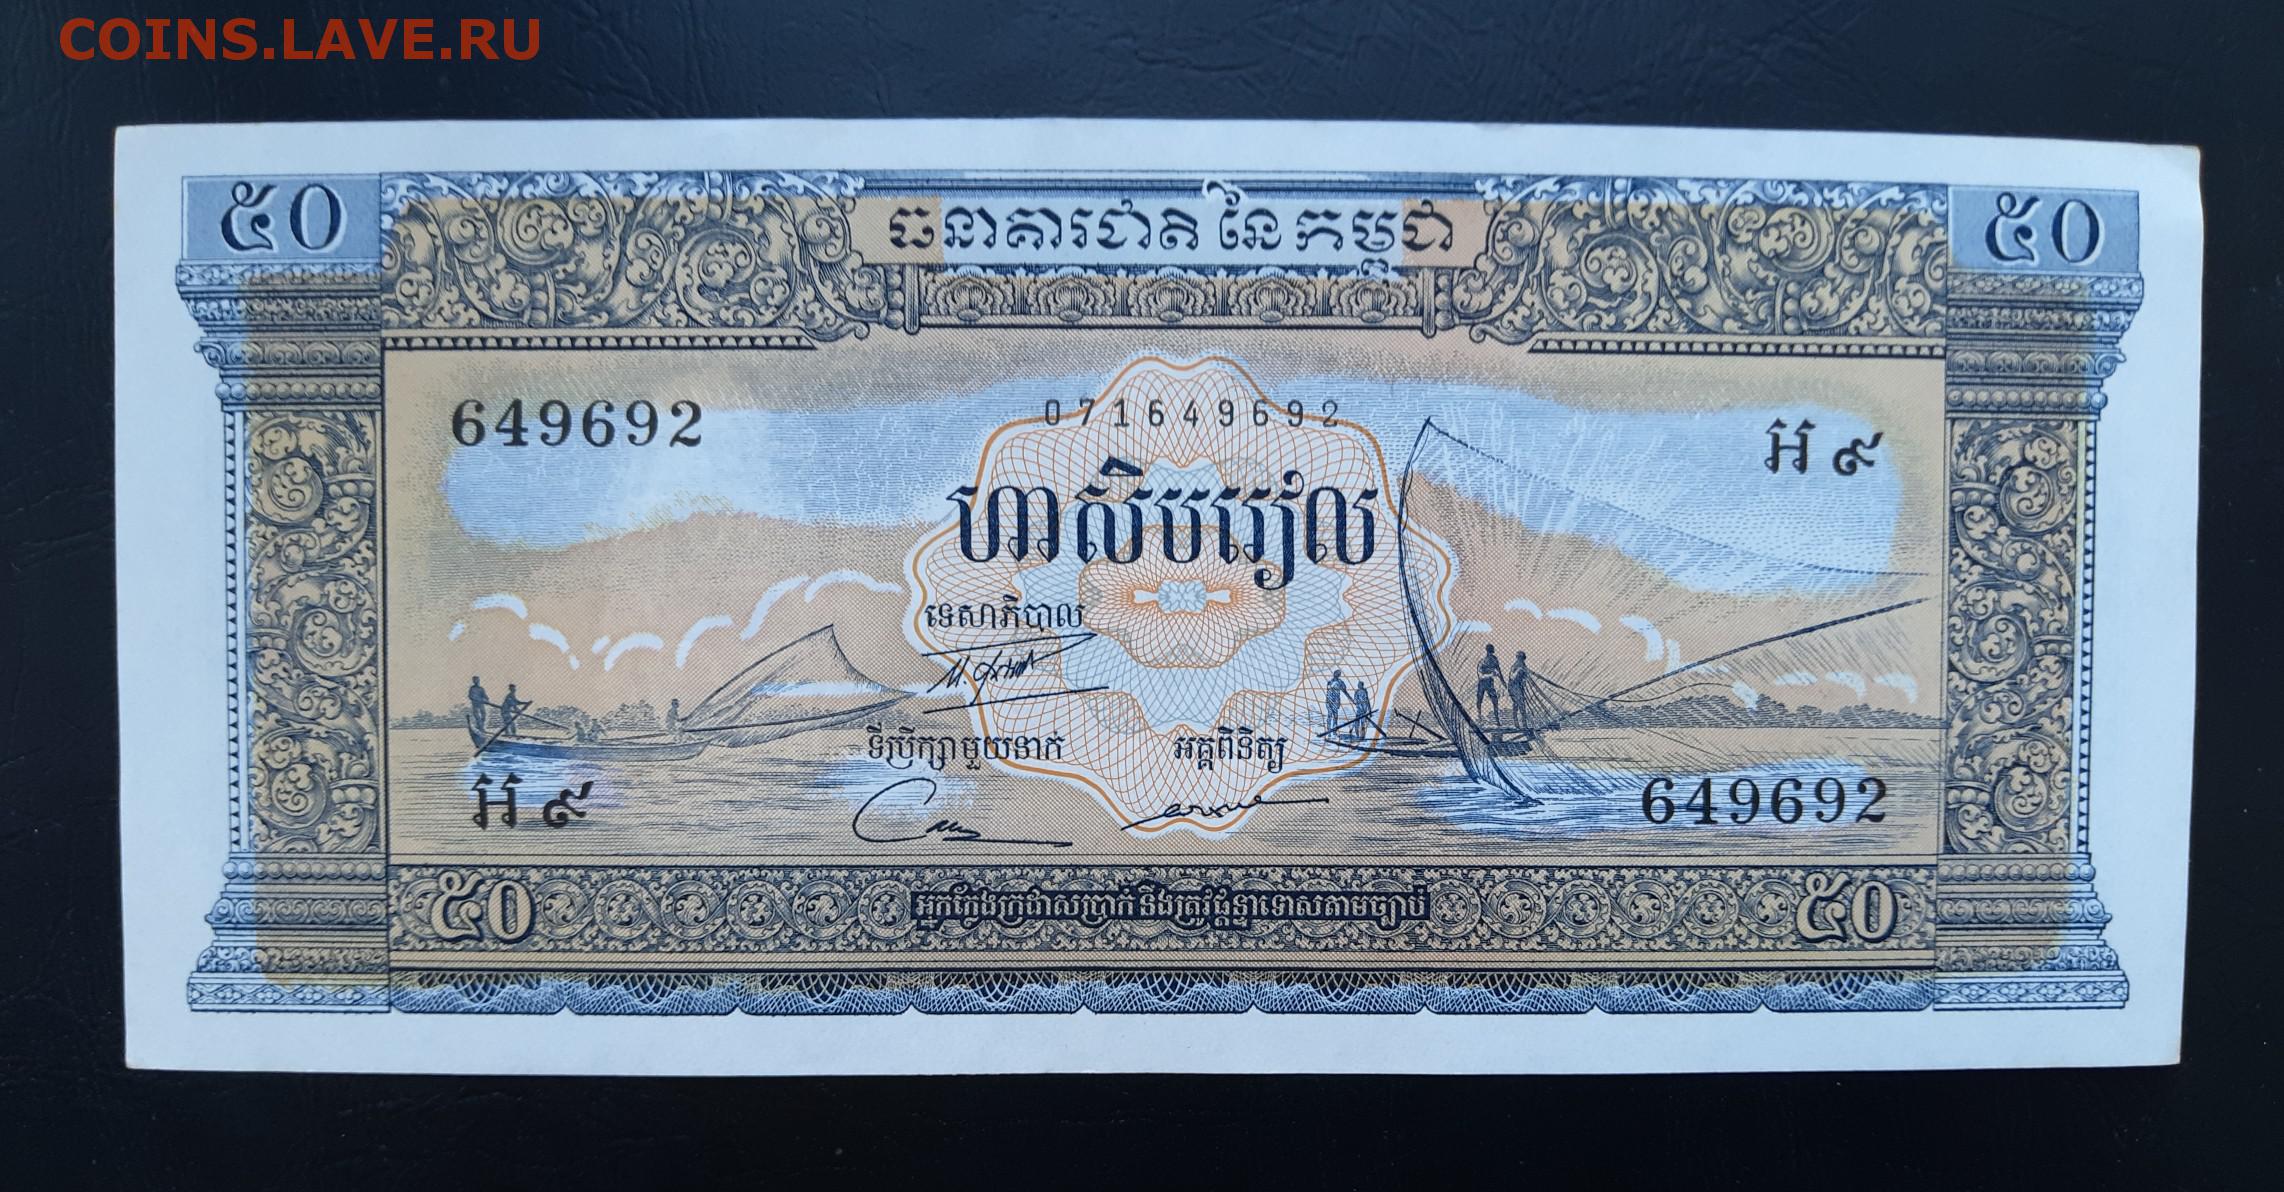 COINS.LAVE.RU
៥០ ធនាគារជាតិ នៃ កម្ពុជា ៥០
071649692
649692 អ ៩
ហាសិបរៀល
ទេសាភិបាល
ទីប្រឹក្សាមួយនាក់ អគ្គពិនិត្យ
អ ៩ 649692
៥០ អ្នកក្លែងក្រដាសប្រាក់ នឹងត្រូវផ្ដន្ទាទោសតាមច្បាប់ ៥០